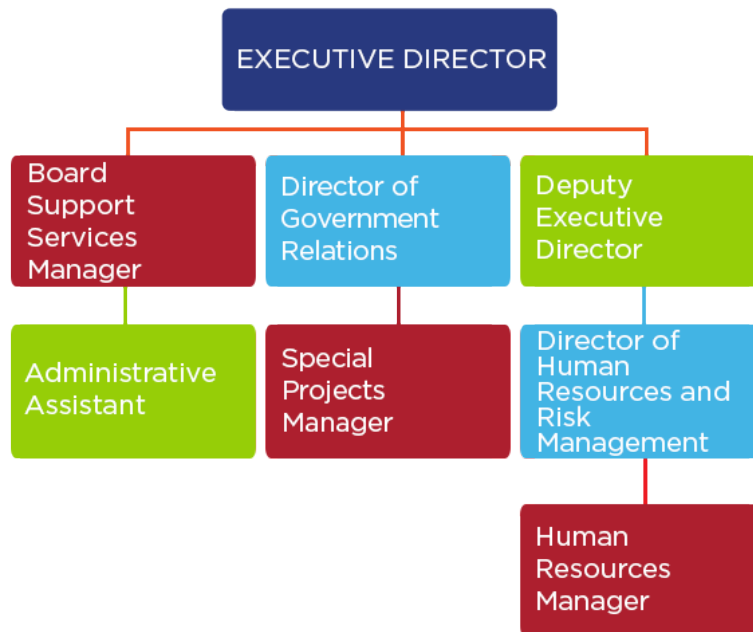 EXECUTIVE DIRECTOR
Board
Support
Services
Manager
Director of
Government
Relations
Deputy
Executive
Director
Administrative
Assistant
Special
Projects
Manager
Director of
Human
Resources and
Risk
Management
Human
Resources
Manager